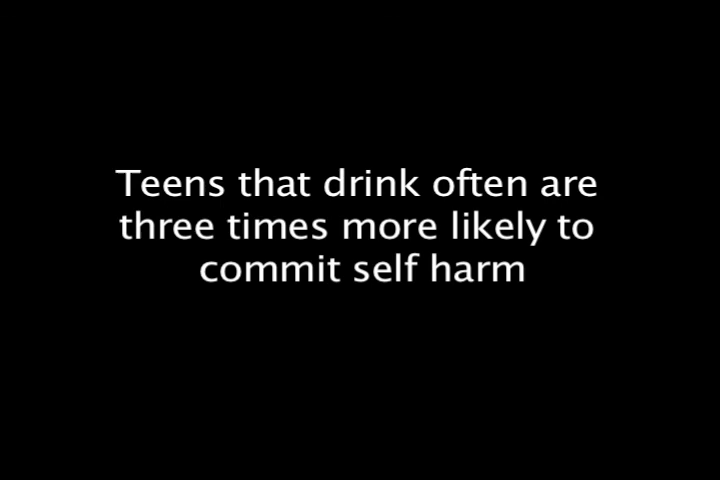 Teens that drink often are
three times more likely to
commit self harm